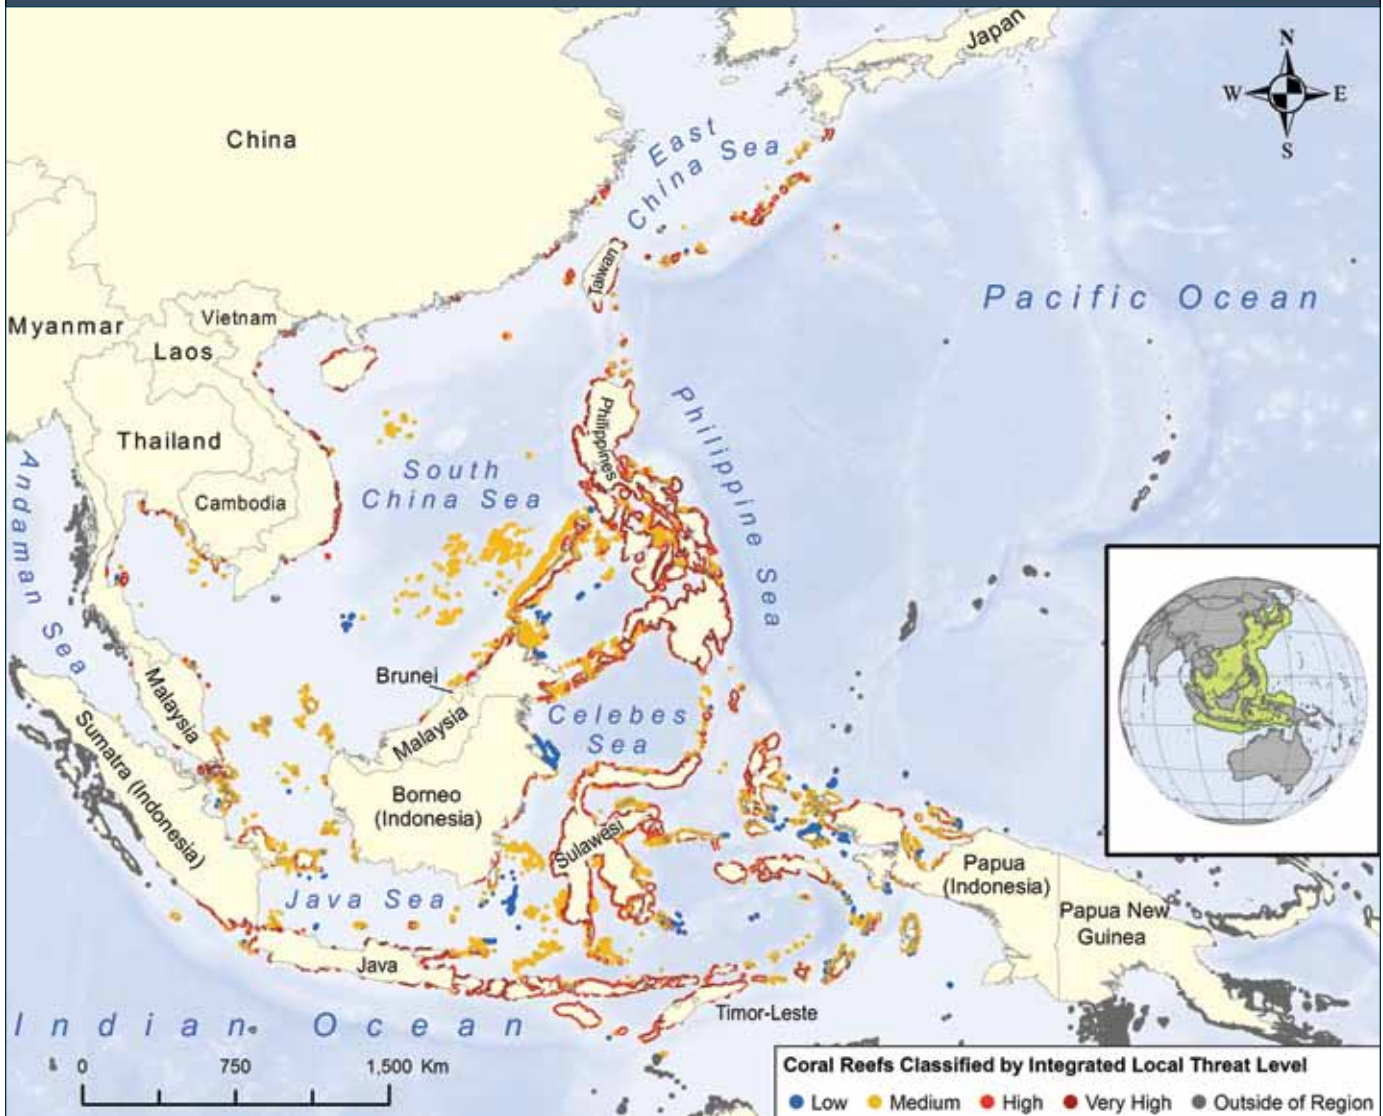 Japan
N
W E
S
China
East
China Sea
Taiwan
Pacific Ocean
Myanmar
Vietnam
Laos
Thailand
Cambodia
Philippines
Philippine Sea
South
China Sea
Andaman Sea
Brunei
Malaysia
Malaysia
Celebes
Sea
Sumatra (Indonesia)
Borneo
(Indonesia)
Sulawesi
Papua
(Indonesia)
Papua New
Guinea
Java Sea
Java
Timor-Leste
Indian Ocean
0 750 1,500 Km
Coral Reefs Classified by Integrated Local Threat Level
Low Medium High Very High Outside of Region